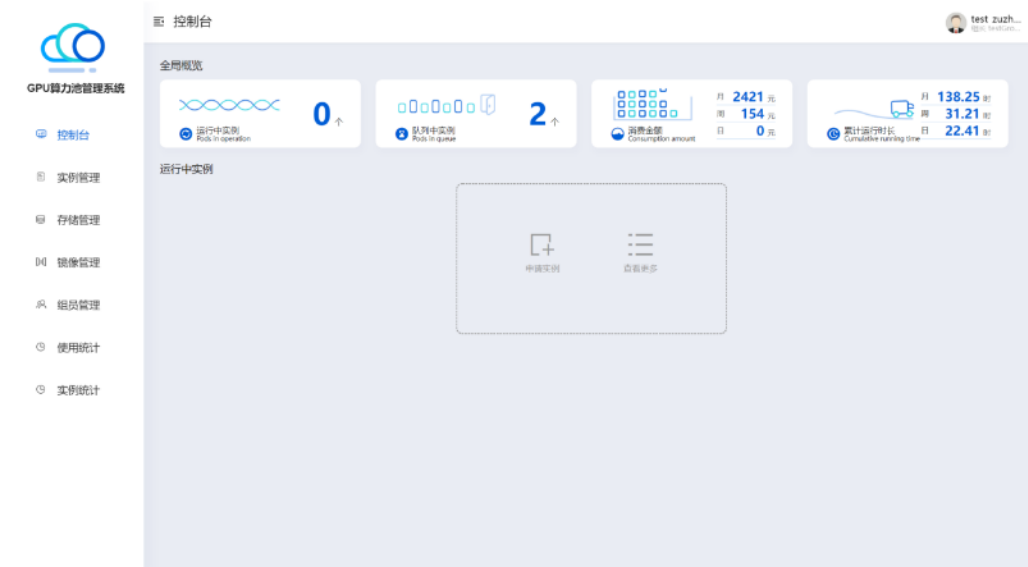 控制台
test zuzh...
GPU算力池管理系统
控制台
实例管理
存储管理
镜像管理
组员管理
使用统计
实例统计
全局概览
运行中实例
Pods in operation
0 个
队列中实例
Pods in queue
2 个
消费金额
Consumption amount
月 2421 元
周 154 元
日 0 元
累计运行时长
Cumulative running time
月 138.25 时
周 31.21 时
日 22.41 时
运行中实例
申请实例
查看更多